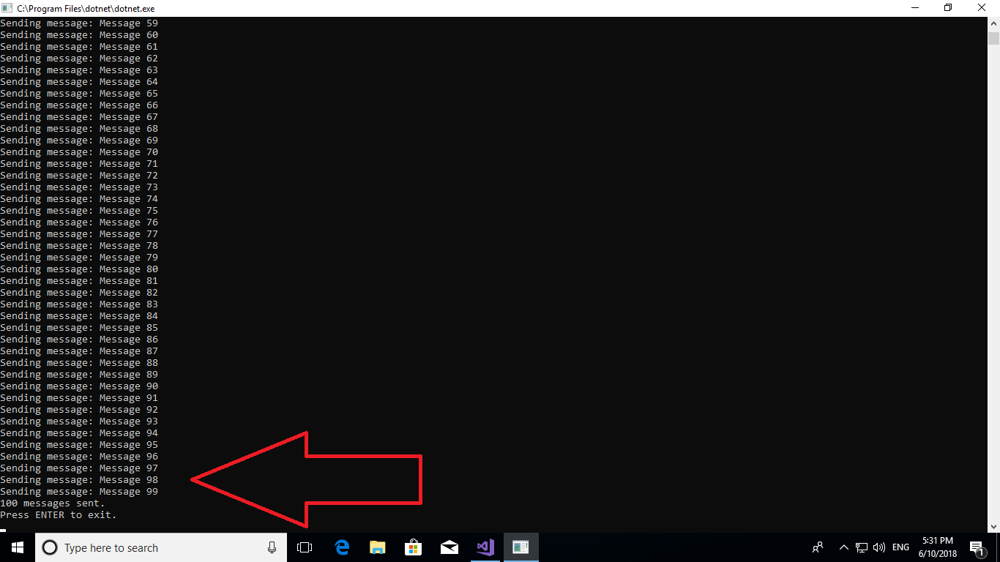 C:\Program Files\dotnet\dotnet.exe
Sending message: Message 59
Sending message: Message 60
Sending message: Message 61
Sending message: Message 62
Sending message: Message 63
Sending message: Message 64
Sending message: Message 65
Sending message: Message 66
Sending message: Message 67
Sending message: Message 68
Sending message: Message 69
Sending message: Message 70
Sending message: Message 71
Sending message: Message 72
Sending message: Message 73
Sending message: Message 74
Sending message: Message 75
Sending message: Message 76
Sending message: Message 77
Sending message: Message 78
Sending message: Message 79
Sending message: Message 80
Sending message: Message 81
Sending message: Message 82
Sending message: Message 83
Sending message: Message 84
Sending message: Message 85
Sending message: Message 86
Sending message: Message 87
Sending message: Message 88
Sending message: Message 89
Sending message: Message 90
Sending message: Message 91
Sending message: Message 92
Sending message: Message 93
Sending message: Message 94
Sending message: Message 95
Sending message: Message 96
Sending message: Message 97
Sending message: Message 98
Sending message: Message 99
100 messages sent.
Press ENTER to exit.
Type here to search
ENG
5:31 PM
6/10/2018
1